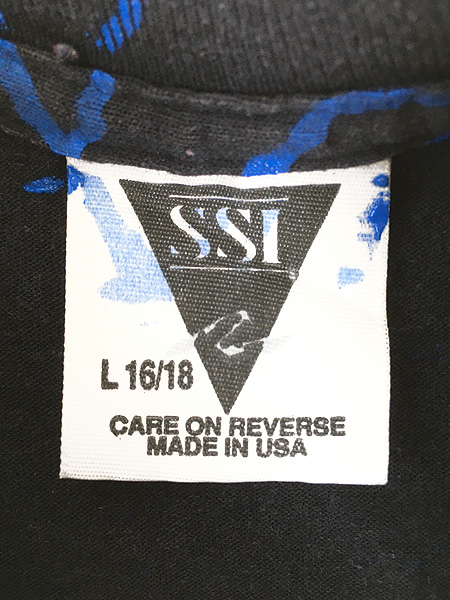 SSI
L 16/18
CARE ON REVERSE
MADE IN USA